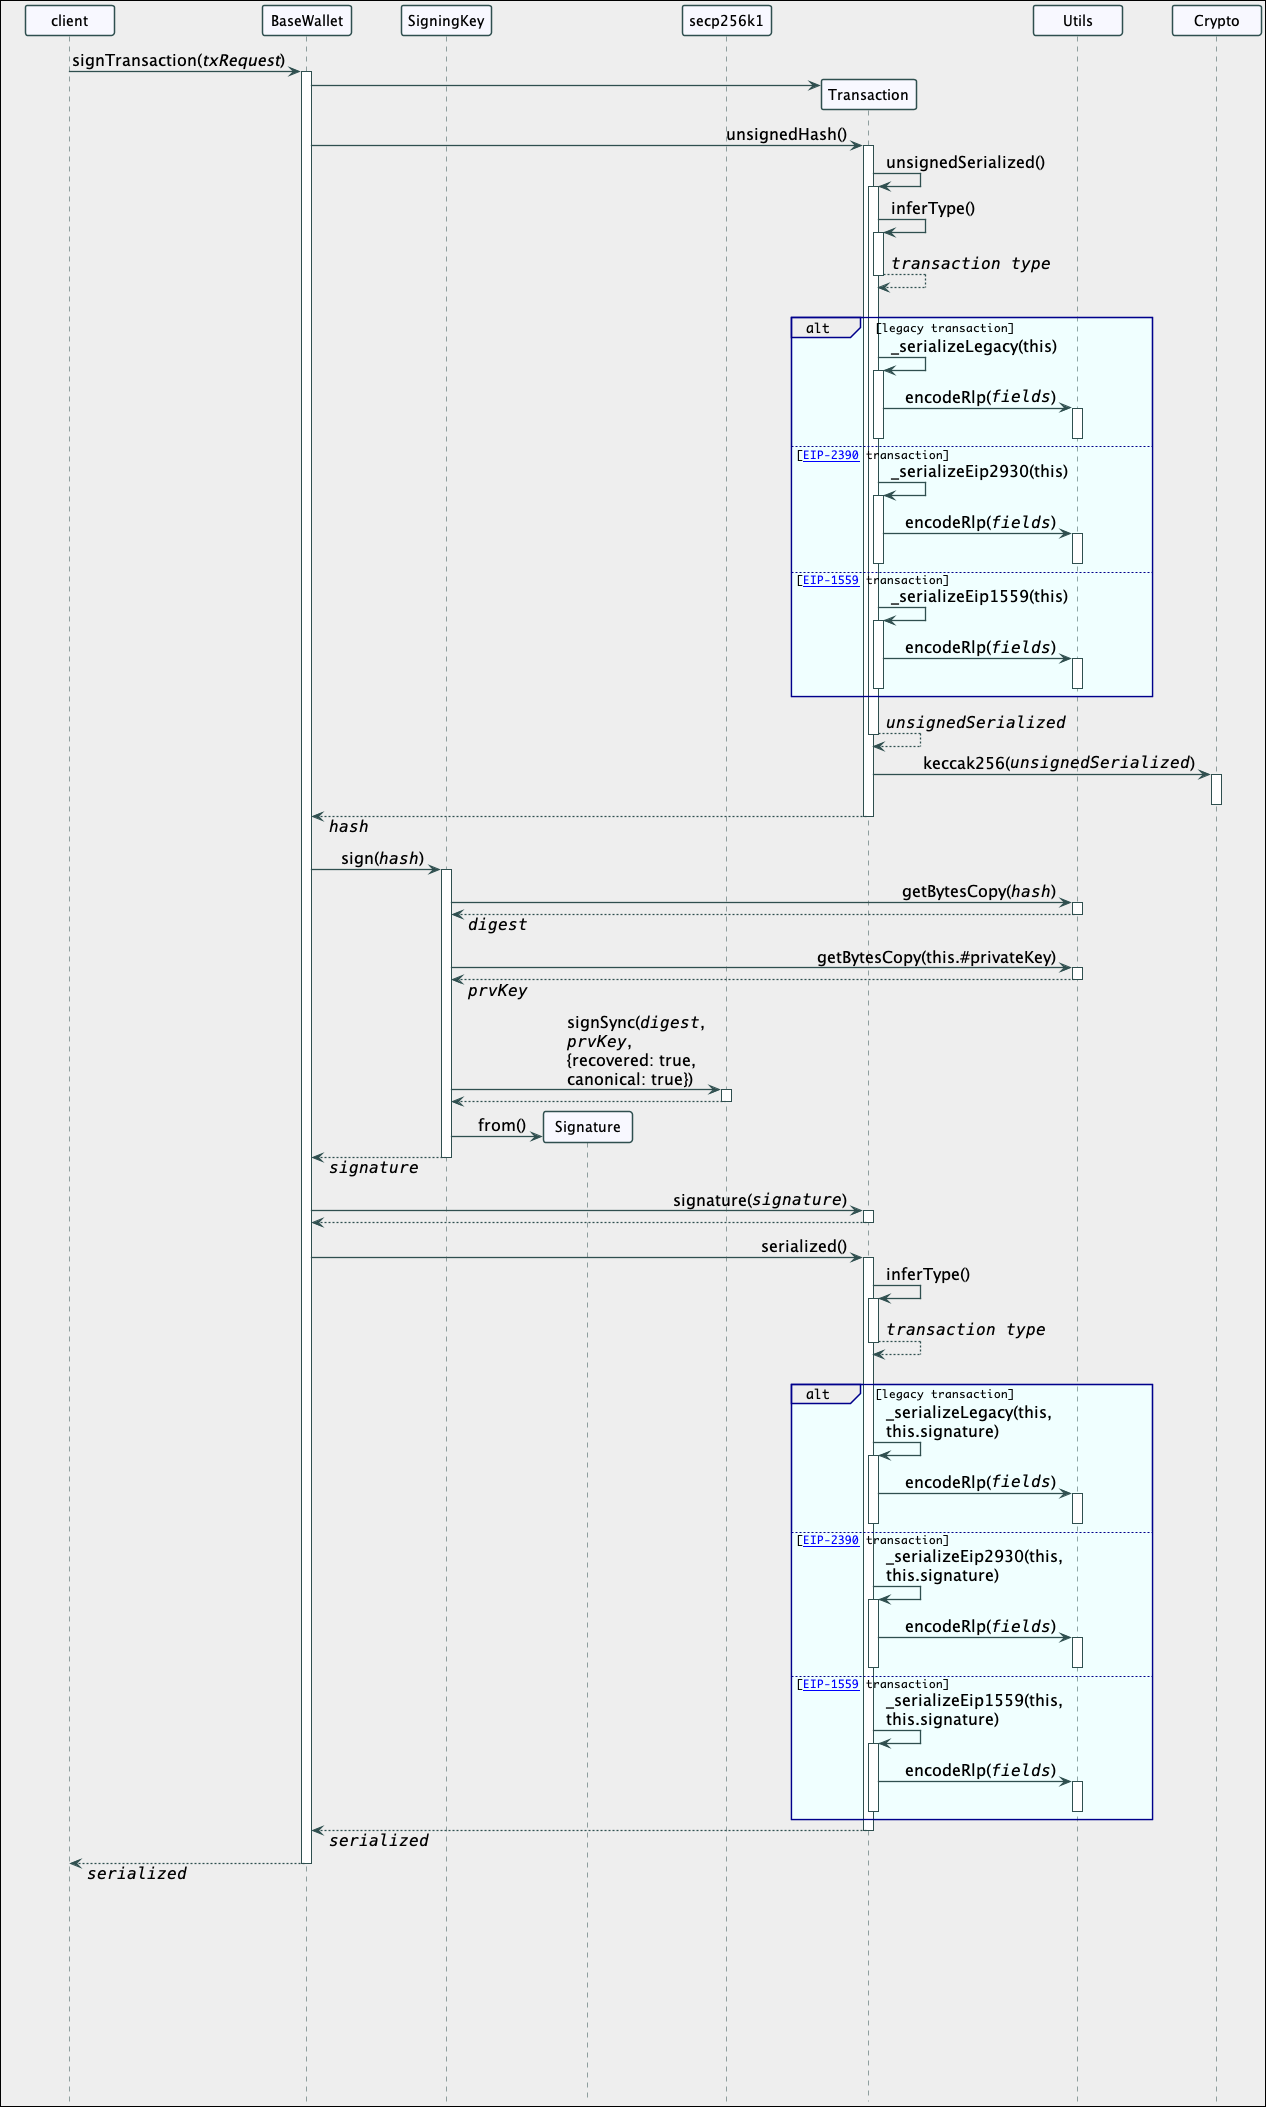 client
BaseWallet
SigningKey
secp256k1
Utils
Crypto
signTransaction(txRequest)
Transaction
unsignedHash()
unsignedSerialized()
inferType()
transaction type
alt
[legacy transaction]
_serializeLegacy(this)
encodeRlp(fields)
[EIP-2390 transaction]
_serializeEip2930(this)
encodeRlp(fields)
[EIP-1559 transaction]
_serializeEip1559(this)
encodeRlp(fields)
unsignedSerialized
keccak256(unsignedSerialized)
hash
sign(hash)
getBytesCopy(hash)
digest
getBytesCopy(this.#privateKey)
prvKey
signSync(digest,
prvKey,
{recovered: true,
canonical: true})
from()
Signature
signature
signature(signature)
serialized()
inferType()
transaction type
alt
[legacy transaction]
_serializeLegacy(this,
this.signature)
encodeRlp(fields)
[EIP-2390 transaction]
_serializeEip2930(this,
this.signature)
encodeRlp(fields)
[EIP-1559 transaction]
_serializeEip1559(this,
this.signature)
encodeRlp(fields)
serialized
serialized